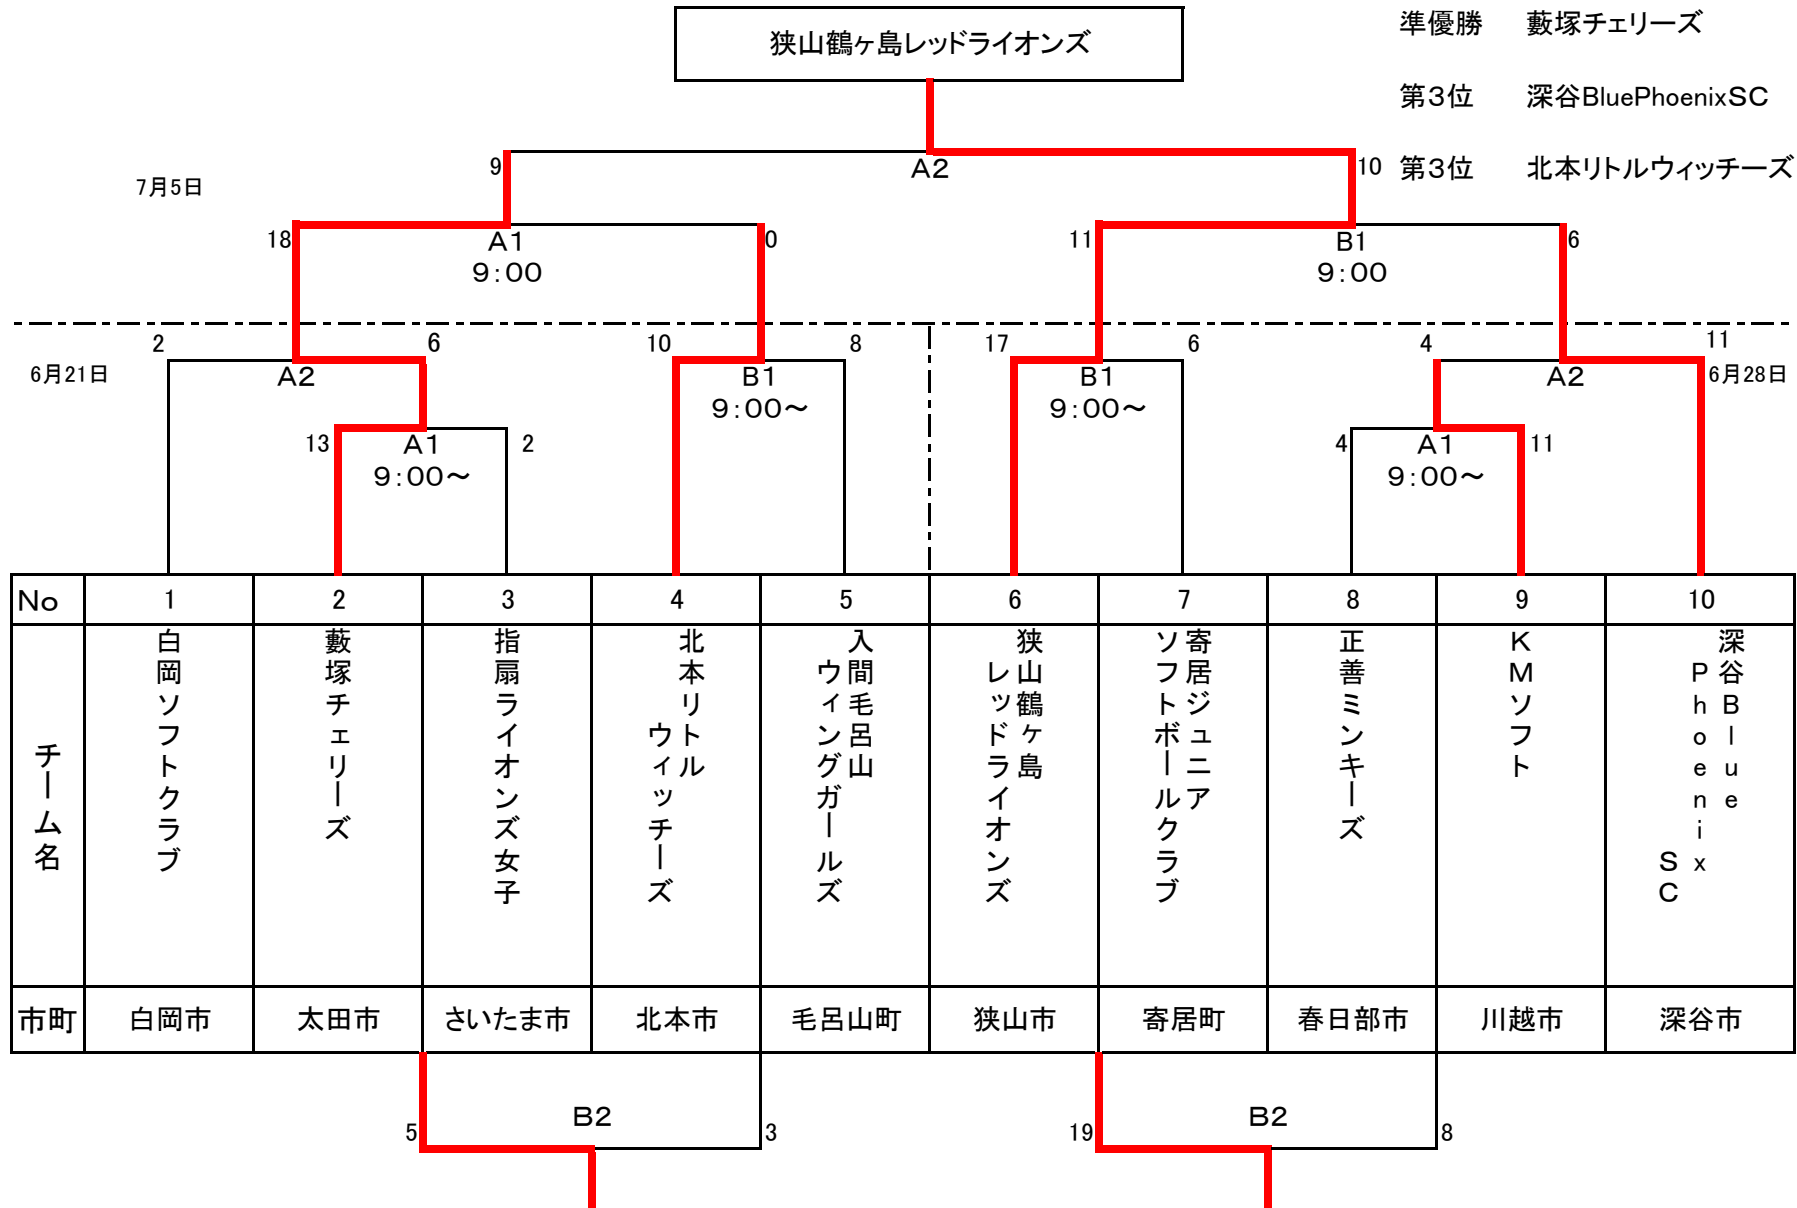 狭山鶴ヶ島レッドライオンズ
準優勝 藪塚チェリーズ
第3位 深谷BluePhoenixSC
第3位 北本リトルウィッチーズ
9 A2 10
7月5日
18 A1 0 11 B1 6
9:00 9:00
2 6 10 8 17 6 4 11
6月21日 A2 B1 B1 A2 6月28日
9:00～ 9:00～
13 A1 2 4 A1 11
9:00～ 9:00～
No 1 2 3 4 5 6 7 8 9 10
チーム名
白岡ソフトクラブ
藪塚チェリーズ
指扇ライオンズ女子
北本リトル
ウィッチーズ
入間毛呂山
ウィングガールズ
狭山鶴ヶ島
レッドライオンズ
寄居ジュニア
ソフトボールクラブ
正善ミンキーズ
KMソフト
深谷Blue
Phoenix
SC
市町 白岡市 太田市 さいたま市 北本市 毛呂山町 狭山市 寄居町 春日部市 川越市 深谷市
5 B2 3 19 B2 8